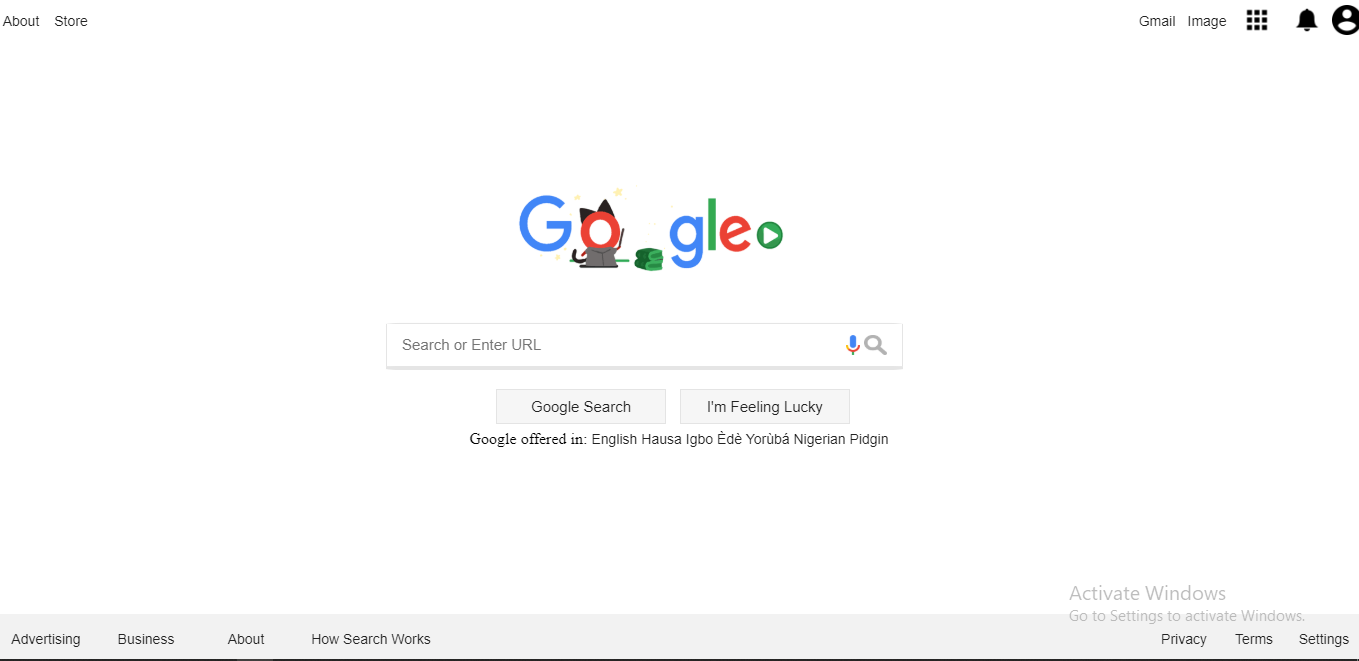 About Store Gmail Image
Google
Search or Enter URL
Google Search I'm Feeling Lucky
Google offered in: English Hausa Igbo Èdè Yorùbá Nigerian Pidgin
Activate Windows
Go to Settings to activate Windows.
Advertising Business About How Search Works Privacy Terms Settings